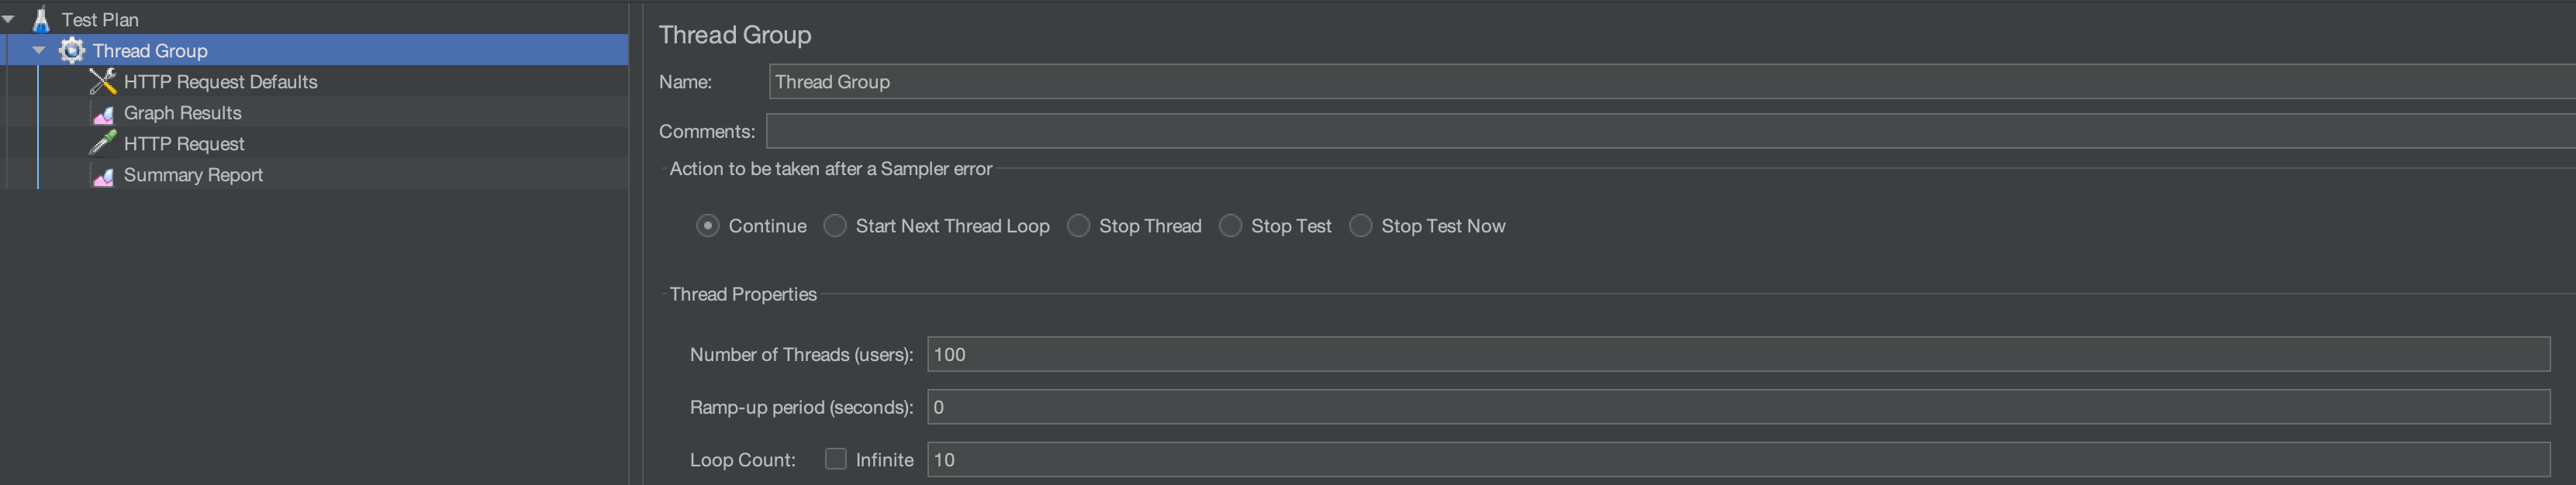 Test Plan
Thread Group
HTTP Request Defaults
Graph Results
HTTP Request
Summary Report
Thread Group
Name: Thread Group
Comments:
Action to be taken after a Sampler error
Continue Start Next Thread Loop Stop Thread Stop Test Stop Test Now
Thread Properties
Number of Threads (users): 100
Ramp-up period (seconds): 0
Loop Count: Infinite 10